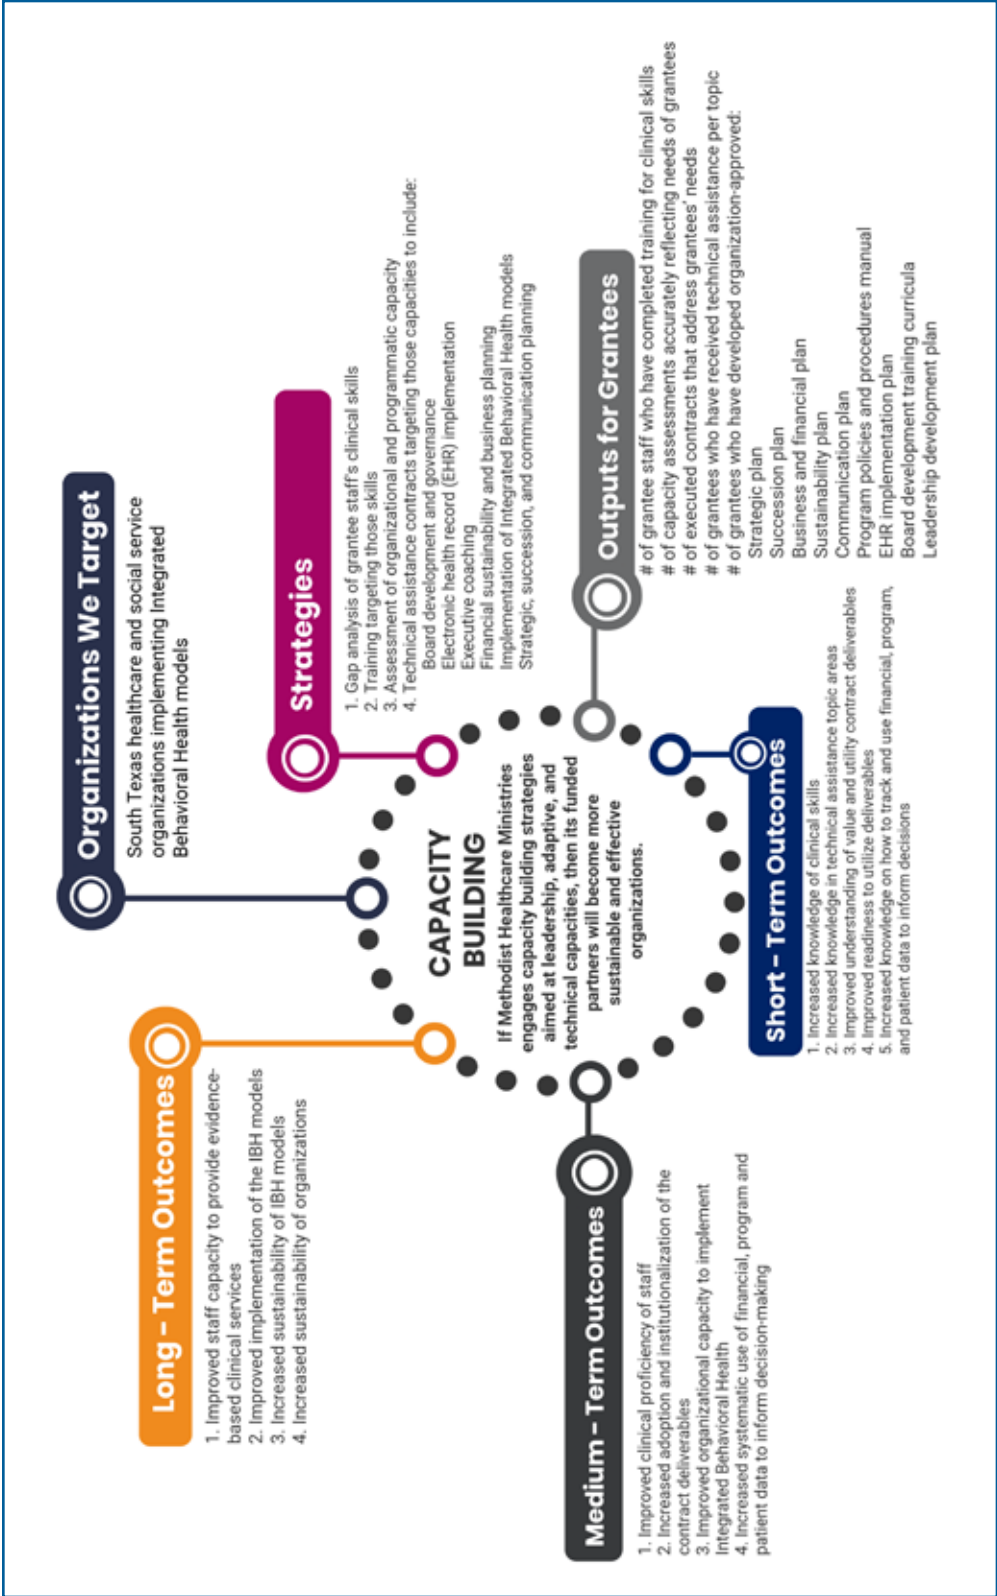 Organizations We Target
South Texas healthcare and social service
organizations implementing Integrated
Behavioral Health models
Strategies
1. Gap analysis of grantee staff's clinical skills
2. Training targeting those skills
3. Assessment of organizational and programmatic capacity
4. Technical assistance contracts targeting those capacities to include:
Board development and governance
Electronic health record (EHR) implementation
Executive coaching
Financial sustainability and business planning
Implementation of Integrated Behavioral Health models
Strategic, succession, and communication planning
Outputs for Grantees
# of grantee staff who have completed training for clinical skills
# of capacity assessments accurately reflecting needs of grantees
# of executed contracts that address grantees' needs
# of grantees who have received technical assistance per topic
# of grantees who have developed organization-approved:
Strategic plan
Succession plan
Business and financial plan
Sustainability plan
Communication plan
Program policies and procedures manual
EHR implementation plan
Board development training curricula
Leadership development plan
Short - Term Outcomes
1. Increased knowledge of clinical skills
2. Increased knowledge in technical assistance topic areas
3. Improved understanding of value and utility contract deliverables
4. Improved readiness to utilize deliverables
5. Increased knowledge on how to track and use financial, program,
and patient data to inform decisions
Medium - Term Outcomes
1. Improved clinical proficiency of staff
2. Increased adoption and institutionalization of the
contract deliverables
3. Improved organizational capacity to implement
Integrated Behavioral Health
4. Increased systematic use of financial, program and
patient data to inform decision-making
Long - Term Outcomes
1. Improved staff capacity to provide evidence-
based clinical services
2. Improved implementation of the IBH models
3. Increased sustainability of IBH models
4. Increased sustainability of organizations
CAPACITY
BUILDING
If Methodist Healthcare Ministries
engages capacity building strategies
aimed at leadership, adaptive, and
technical capacities, then its funded
partners will become more
sustainable and effective
organizations.